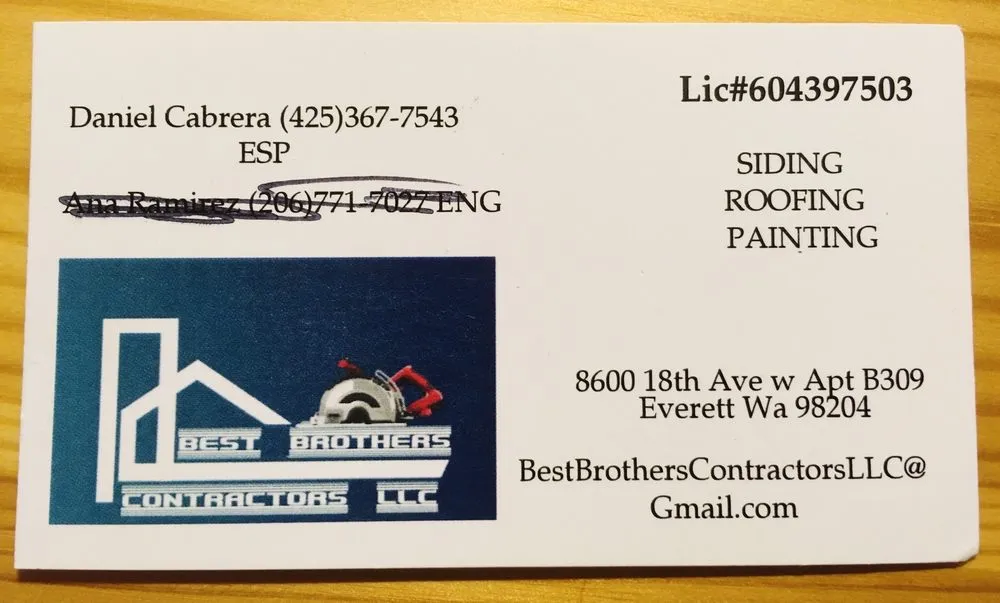 Daniel Cabrera (425)367-7543
ESP
Ana Ramirez (206)771-7027 ENG
BEST BROTHERS
CONTRACTORS LLC
Lic#604397503
SIDING
ROOFING
PAINTING
8600 18th Ave w Apt B309
Everett Wa 98204
BestBrothersContractorsLLC@
Gmail.com